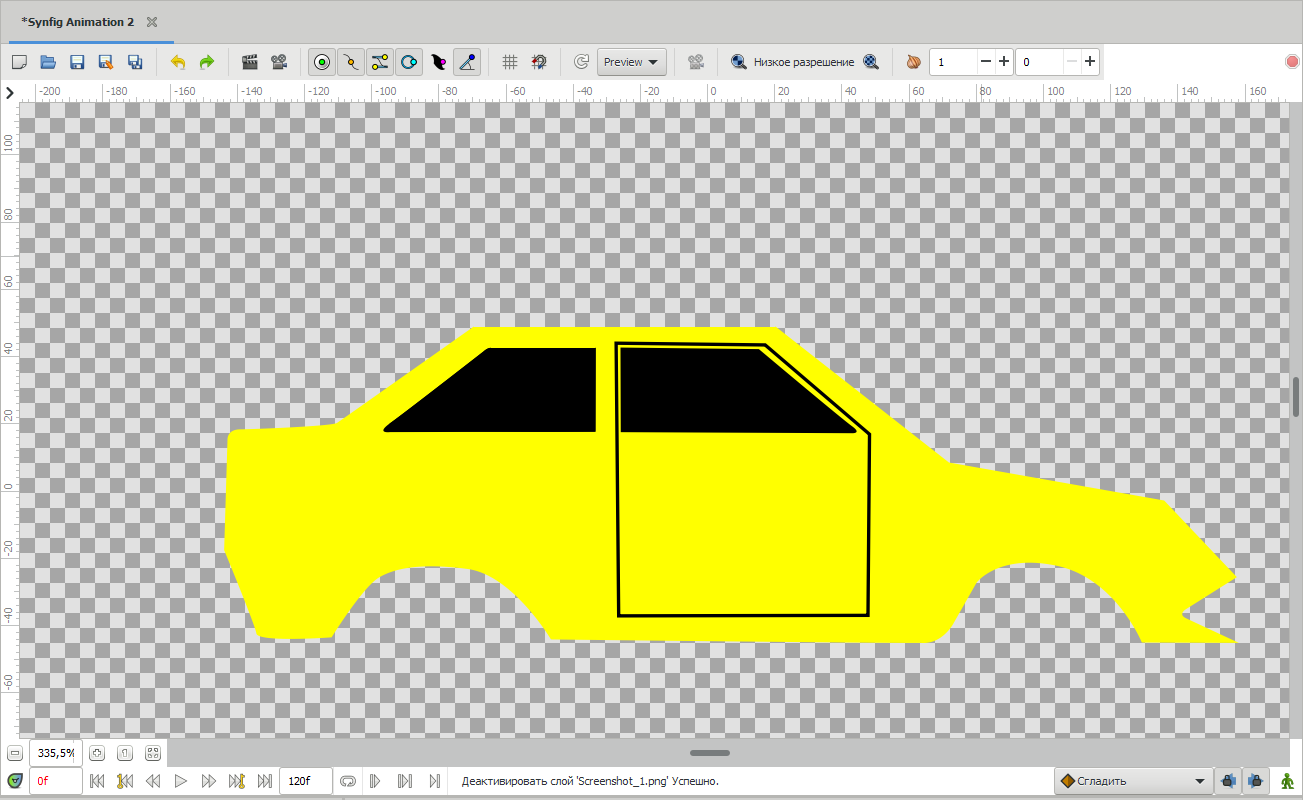 *Synfig Animation 2
Preview
Низкое разрешение
1
0
-200 -180 -160 -140 -120 -100 -80 -60 -40 -20 0 20 40 60 80 100 120 140 160
100
80
60
40
20
0
-20
-40
-60
335,5%
0f
120f
Деактивировать слой 'Screenshot_1.png' Успешно.
Сгладить